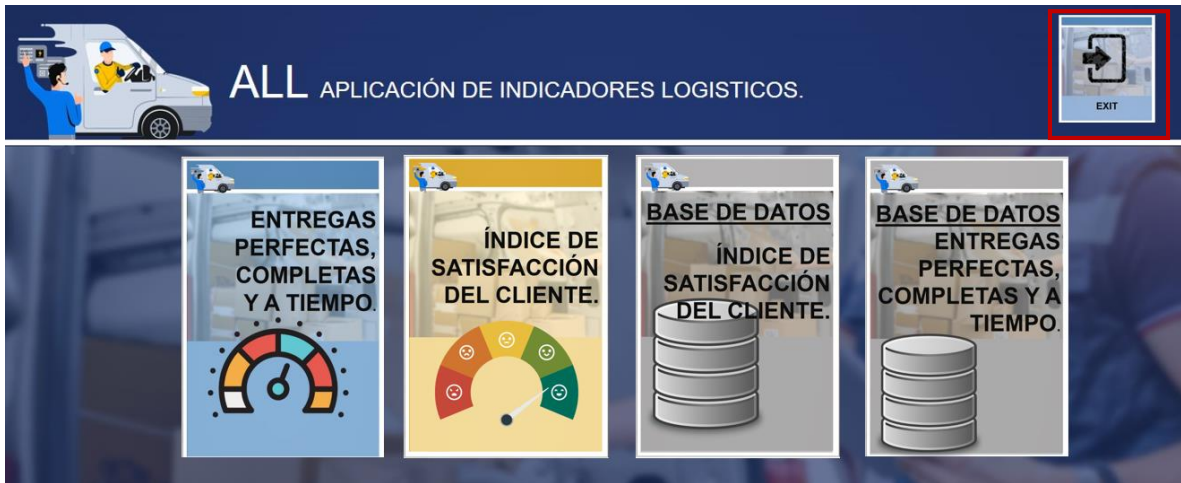 ALL APLICACIÓN DE INDICADORES LOGISTICOS.
EXIT
ENTREGAS
PERFECTAS,
COMPLETAS
Y A TIEMPO.
ÍNDICE DE
SATISFACCIÓN
DEL CLIENTE.
BASE DE DATOS
ÍNDICE DE
SATISFACCIÓN
DEL CLIENTE.
BASE DE DATOS
ENTREGAS
PERFECTAS,
COMPLETAS Y A
TIEMPO.